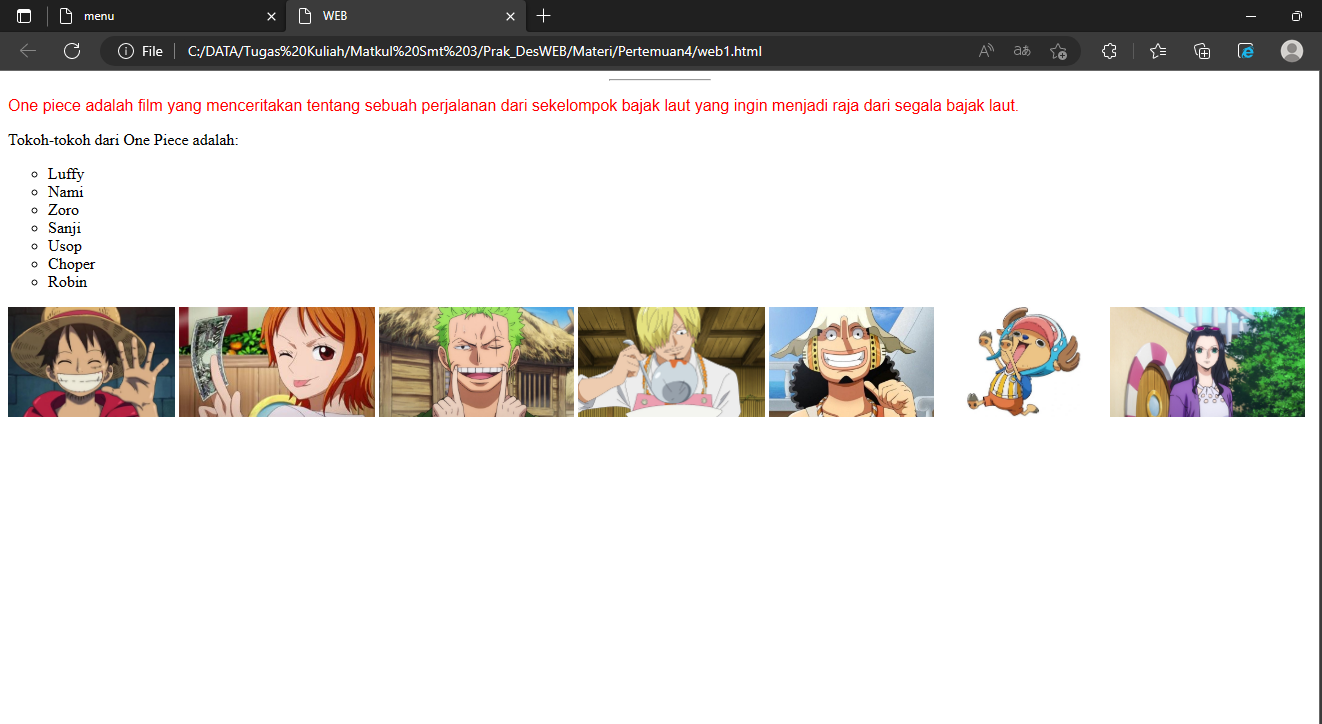 menu
WEB
File
C:/DATA/Tugas%20Kuliah/Matkul%20Smt%203/Prak_DesWEB/Materi/Pertemuan4/web1.html
One piece adalah film yang menceritakan tentang sebuah perjalanan dari sekelompok bajak laut yang ingin menjadi raja dari segala bajak laut.
Tokoh-tokoh dari One Piece adalah:
Luffy
Nami
Zoro
Sanji
Usop
Choper
Robin